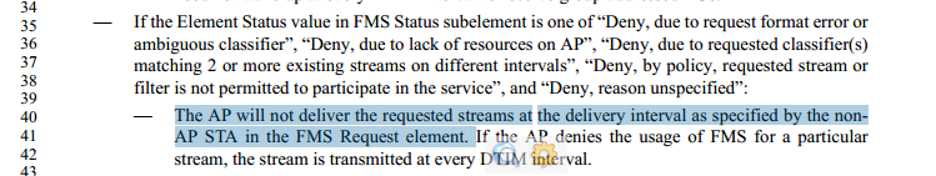 34
35 — If the Element Status value in FMS Status subelement is one of “Deny, due to request format error or
36 ambiguous classifier”, “Deny, due to lack of resources on AP”, “Deny, due to requested classifier(s)
37 matching 2 or more existing streams on different intervals”, “Deny, by policy, requested stream or
38 filter is not permitted to participate in the service”, and “Deny, reason unspecified”:
39
40 — The AP will not deliver the requested streams at the delivery interval as specified by the non-
41 AP STA in the FMS Request element. If the AP denies the usage of FMS for a particular
42 stream, the stream is transmitted at every DTIM interval.
43